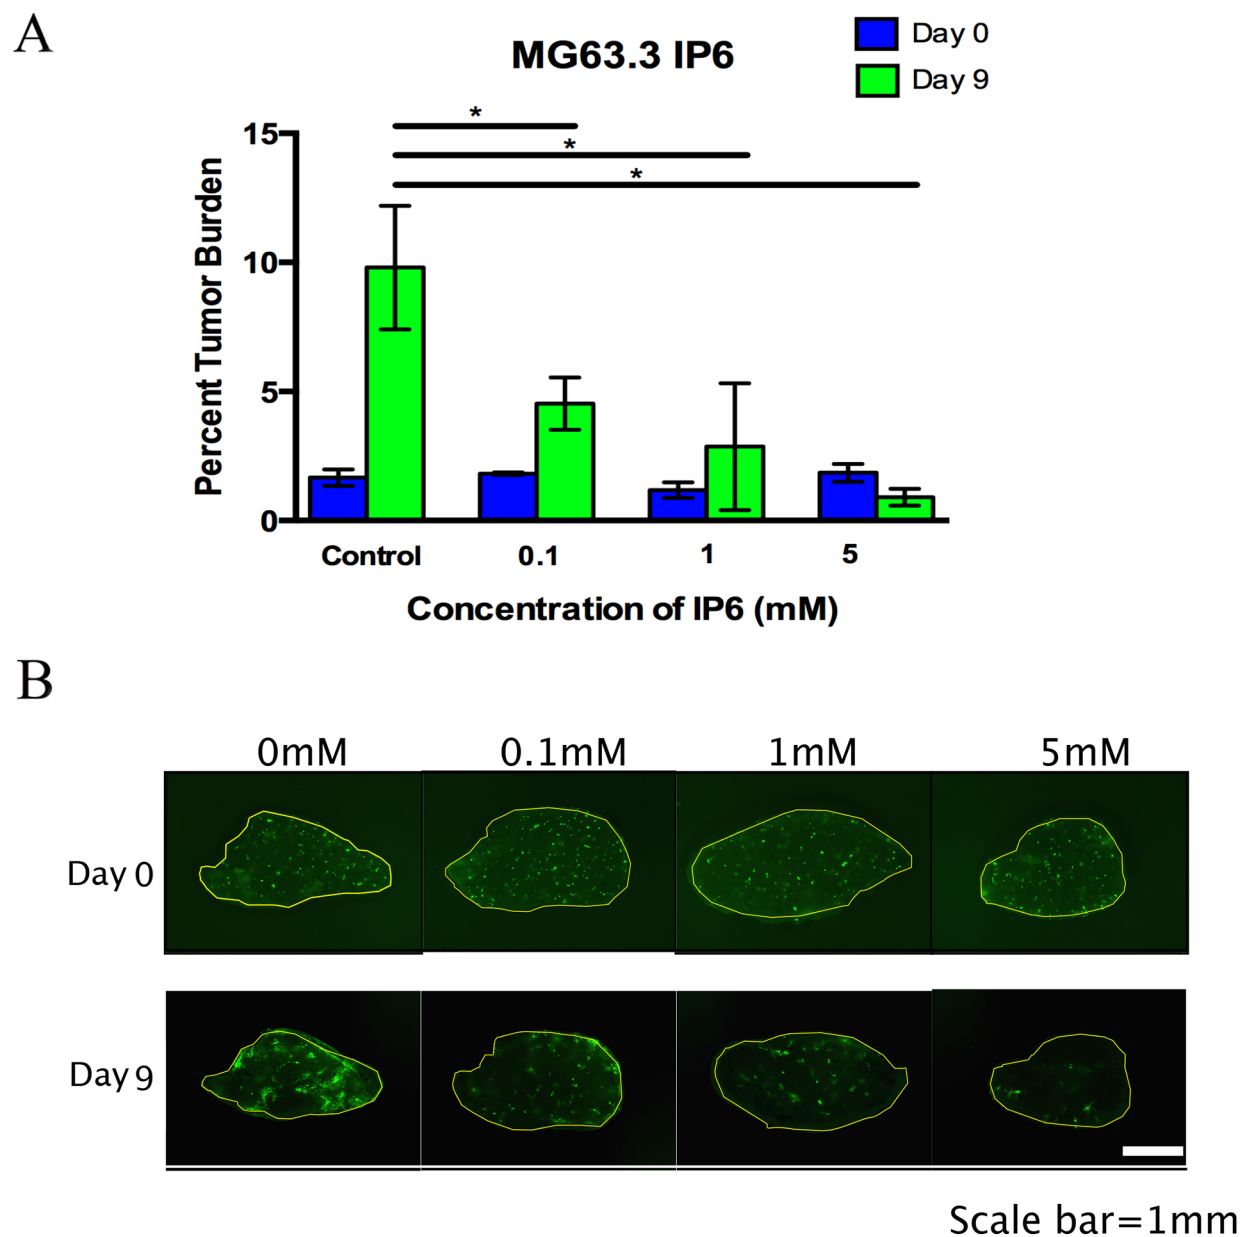 A
MG63.3 IP6
Day 0
Day 9
*
*
*
15
10
5
0
Percent Tumor Burden
Control 0.1 1 5
Concentration of IP6 (mM)
B
0mM 0.1mM 1mM 5mM
Day 0
Day 9
Scale bar=1mm